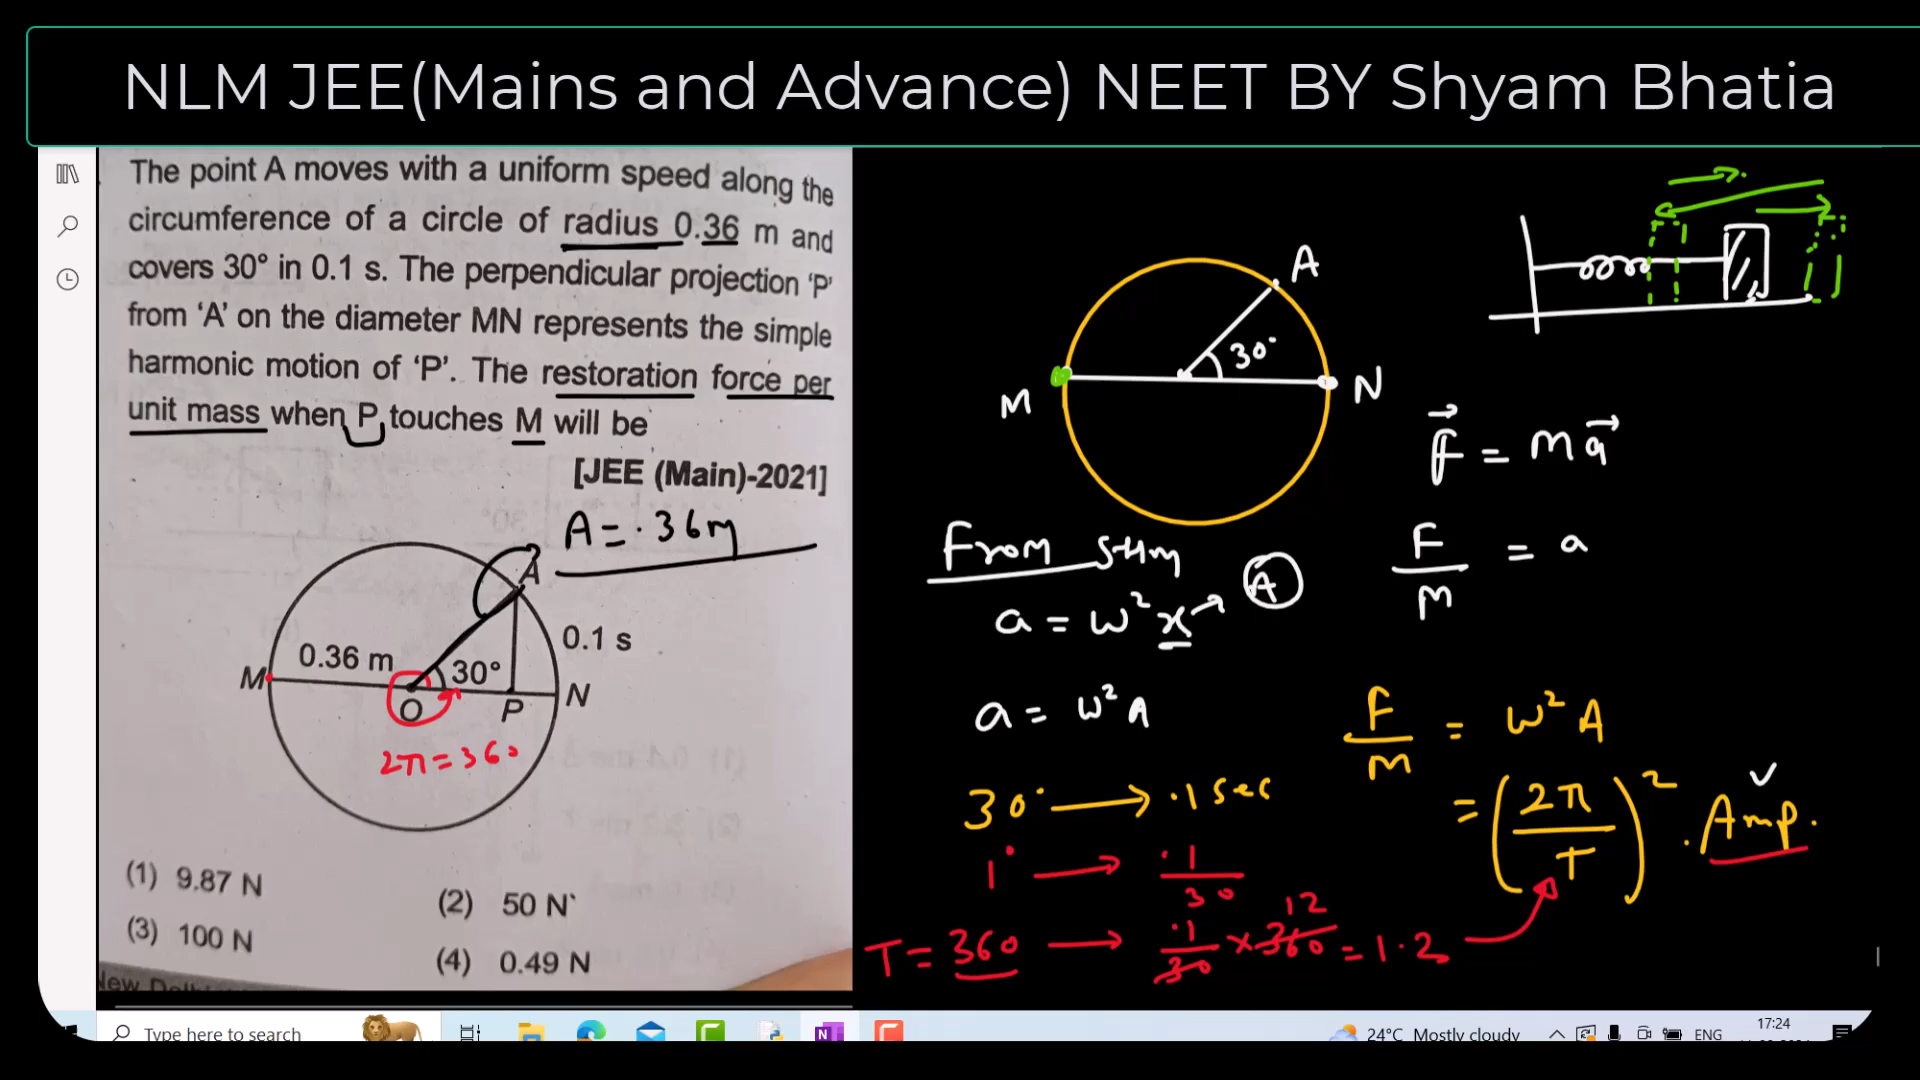 NLM JEE(Mains and Advance) NEET BY Shyam Bhatia
The point A moves with a uniform speed along the
circumference of a circle of radius 0.36 m and
covers 30° in 0.1 s. The perpendicular projection 'P'
from 'A' on the diameter MN represents the simple
harmonic motion of 'P'. The restoration force per
unit mass when P touches M will be
[JEE (Main)-2021]
A = .36m
A
0.1 s
0.36 m
30°
M
O
P
N
2π = 360
(1) 9.87 N
(2) 50 N
(3) 100 N
(4) 0.49 N
A
30°
M
N
F = ma
F/M = a
From SHM
a = ω² x → A
a = ω² A
F/M = ω² A
= (2π/T)² . Amp.
30° → .1 sec
1° → .1/30
12
T = 360 → .1/30 × 360 = 1.2
Type here to search
24°C Mostly cloudy
ENG
17:24